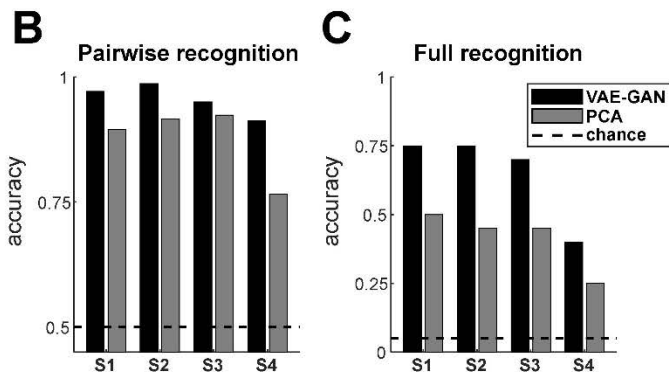 B
Pairwise recognition
accuracy
1
0.75
0.5
S1 S2 S3 S4
C
Full recognition
accuracy
1
0.75
0.5
0.25
0
S1 S2 S3 S4
VAE-GAN
PCA
chance